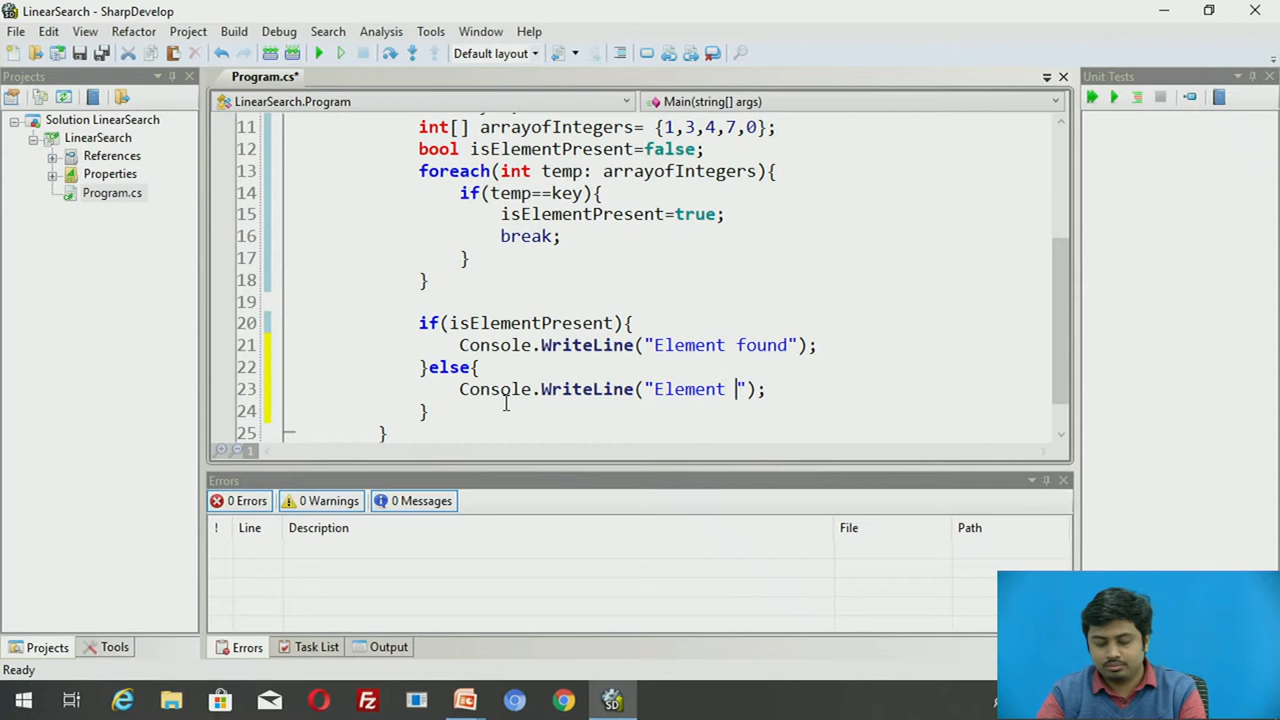 LinearSearch - SharpDevelop
File Edit View Refactor Project Build Debug Search Analysis Tools Window Help
Default layout
Projects
Program.cs*
Unit Tests
LinearSearch.Program
Main(string[] args)
Solution LinearSearch
LinearSearch
References
Properties
Program.cs
11 int[] arrayofIntegers= {1,3,4,7,0};
12 bool isElementPresent=false;
13 foreach(int temp: arrayofIntegers){
14 if(temp==key){
15 isElementPresent=true;
16 break;
17 }
18 }
19
20 if(isElementPresent){
21 Console.WriteLine("Element found");
22 }else{
23 Console.WriteLine("Element ");
24 }
25 }
1
Errors
0 Errors 0 Warnings 0 Messages
! Line Description File Path
Projects Tools
Errors Task List Output
Ready